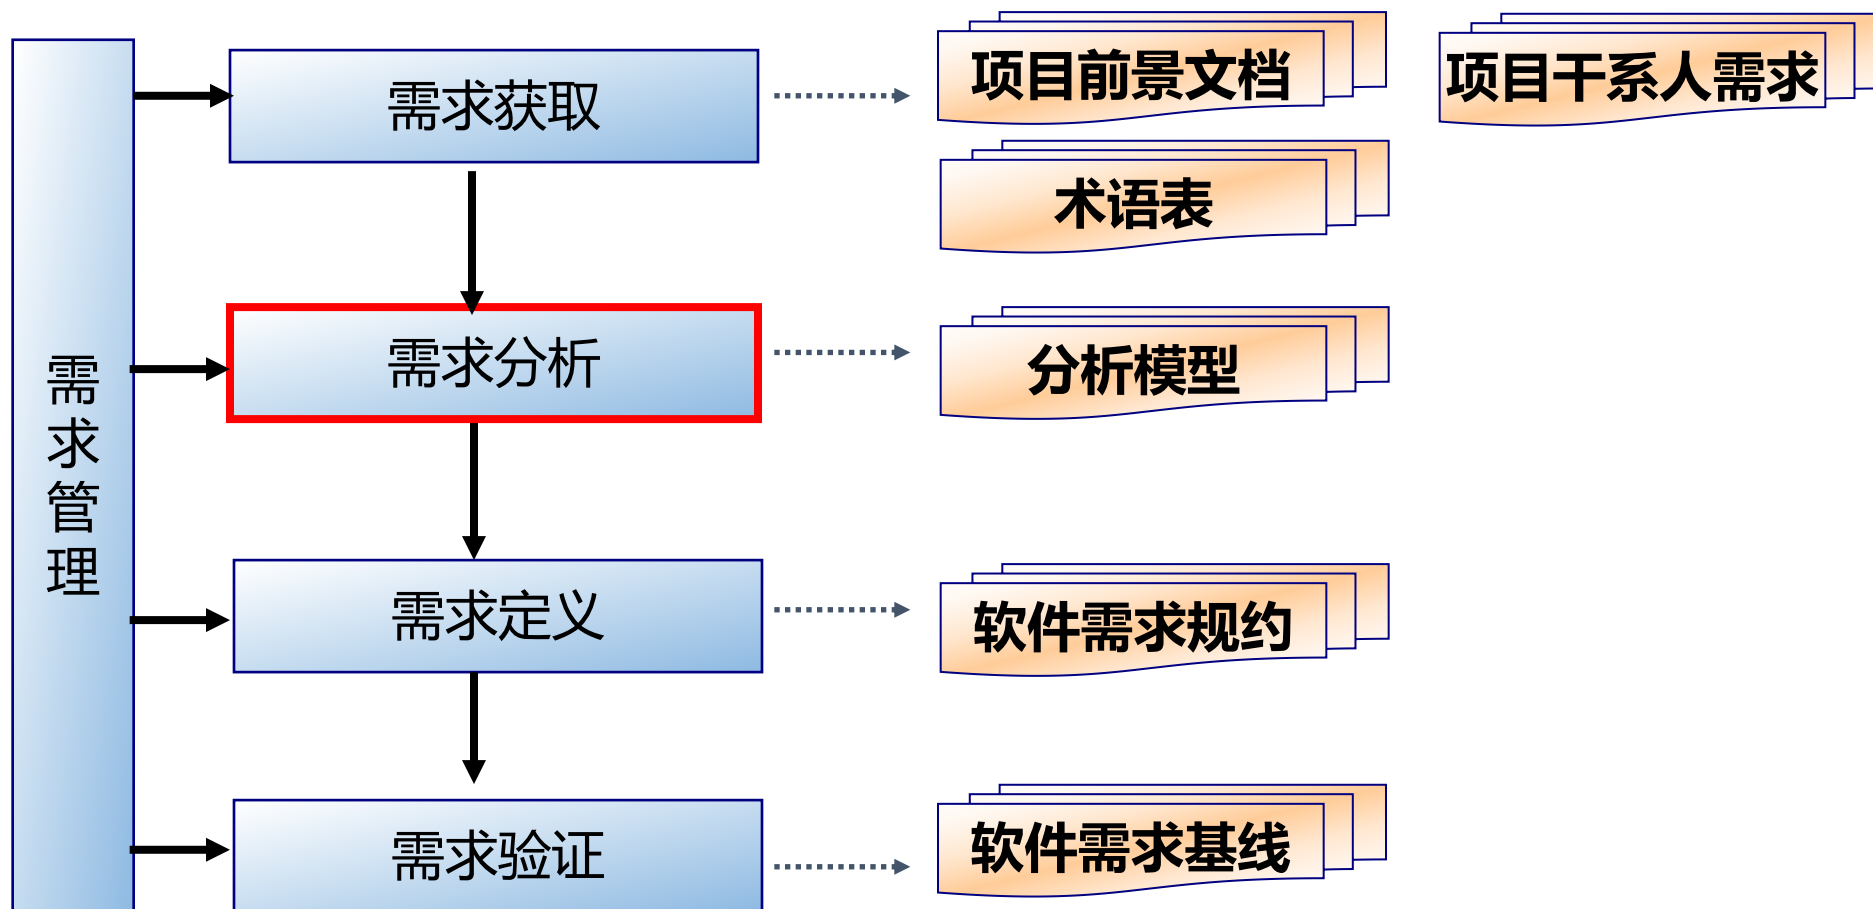 需求管理
需求获取
项目前景文档
项目干系人需求
术语表
需求分析
分析模型
需求定义
软件需求规约
需求验证
软件需求基线